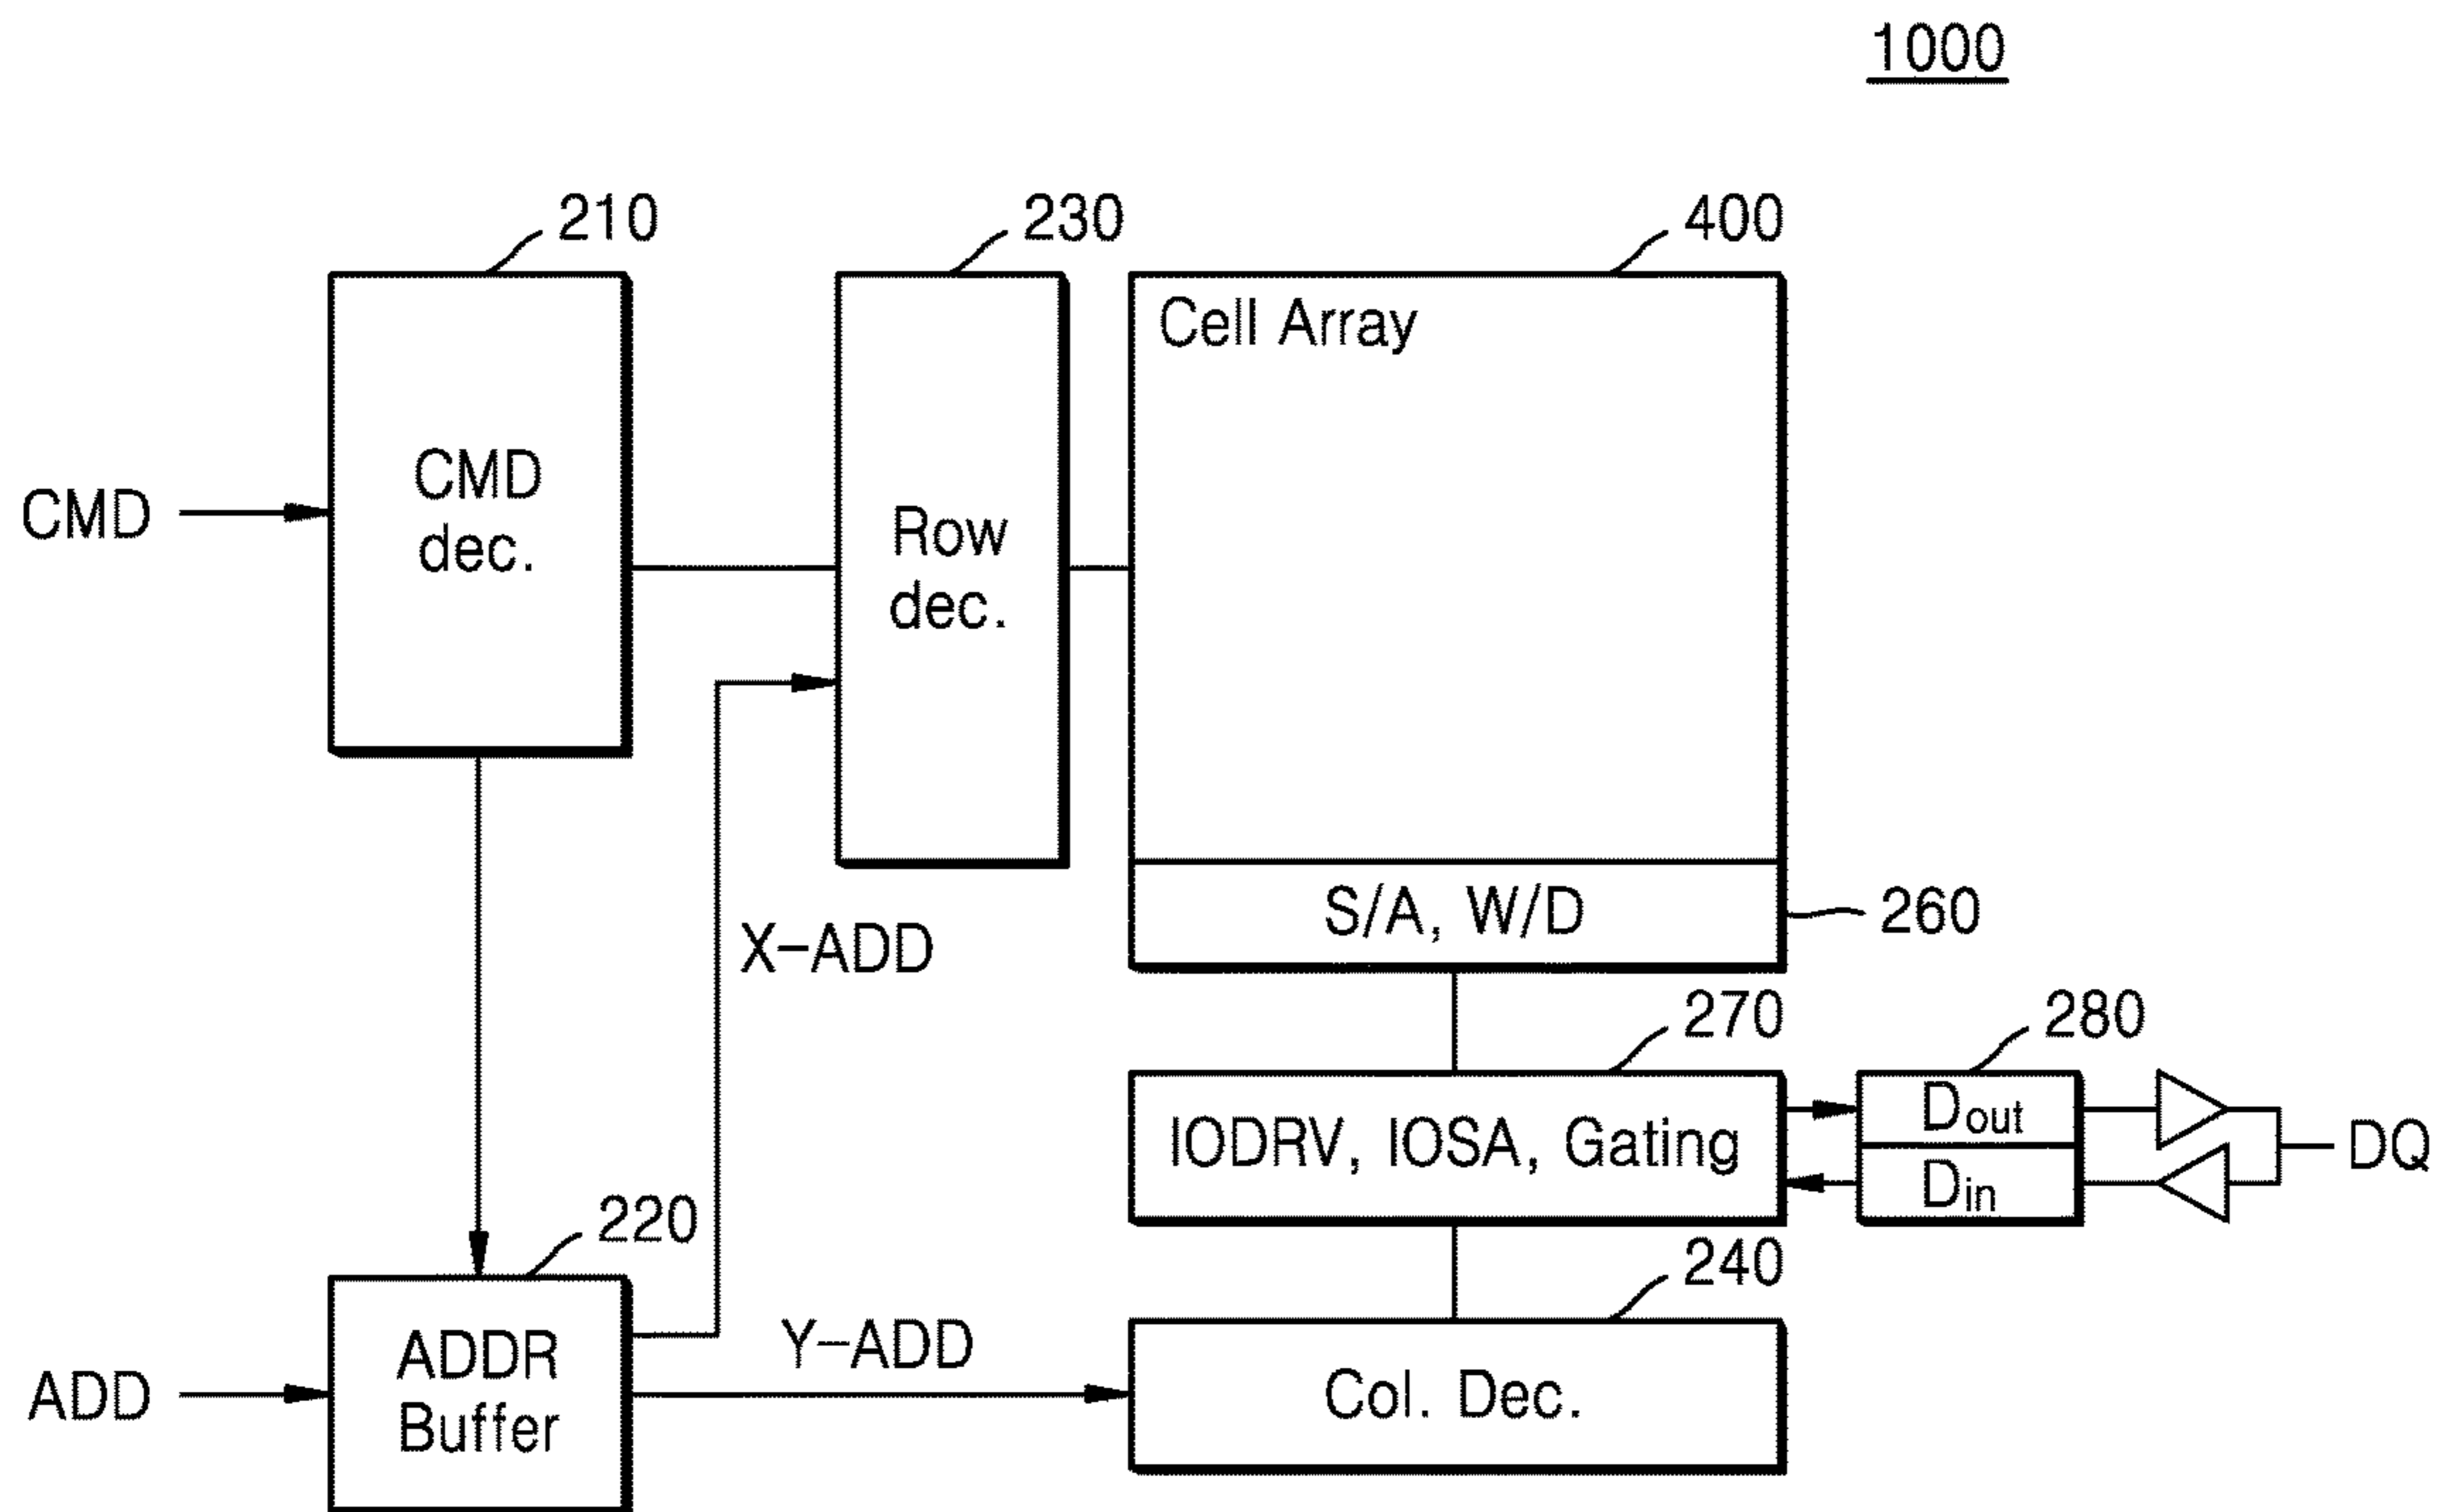 1000
210
230
400
Cell Array
CMD
CMD
dec.
Row
dec.
X-ADD
S/A, W/D
260
270
280
IODRV, IOSA, Gating
Dout
Din
DQ
220
240
ADD
ADDR
Buffer
Y-ADD
Col. Dec.